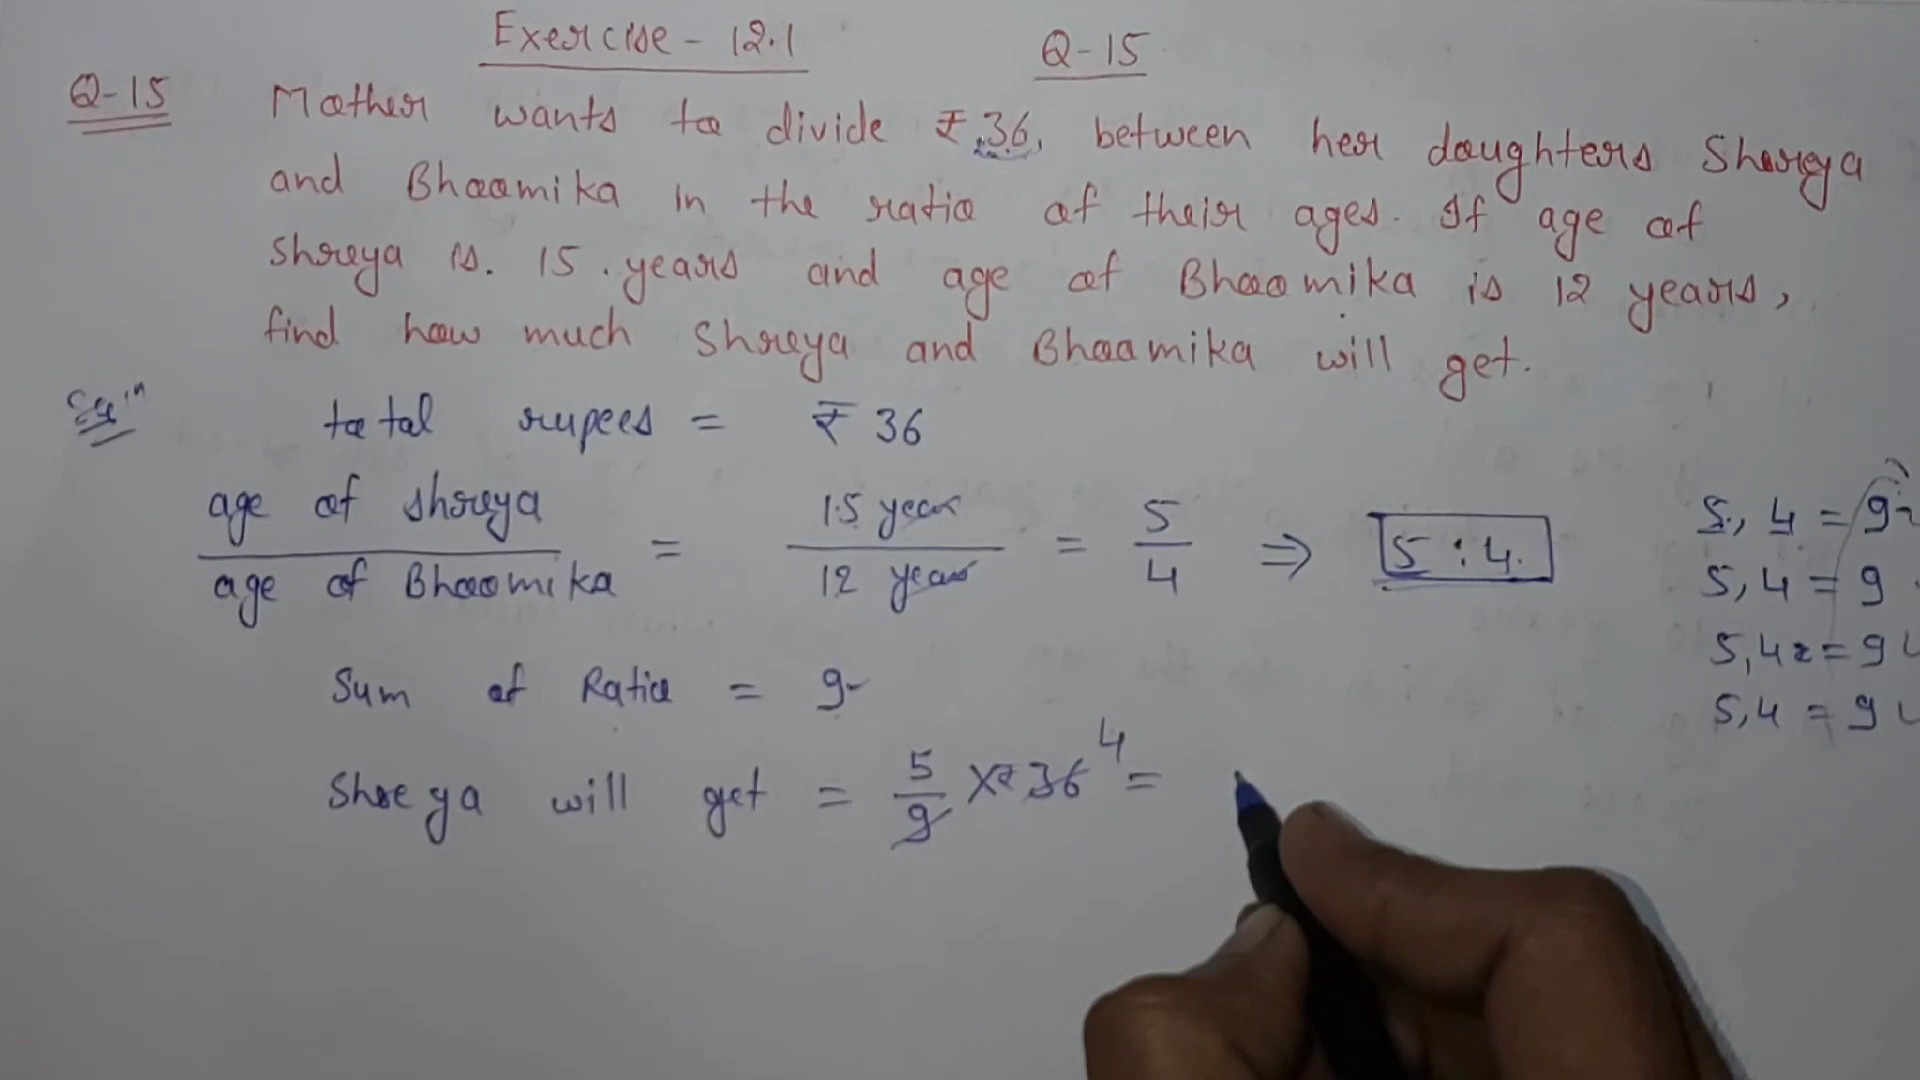 Exercise - 12.1 Q-15
Q-15 Mother wants to divide ₹ 36, between her daughters Shreya
and Bhoomika in the ratio of their ages. If age of
Shreya is. 15. years and age of Bhoomika is 12 years,
find how much Shreya and Bhoomika will get.
total rupees = ₹ 36
age of shreya / age of Bhoomika = 15 year / 12 year = 5/4 ⇒ 5 : 4.
Sum of Ratio = 9
Shreya will get = 5/9 X ₹ 36 4 =
5, 4 = 9
5, 4 = 9
5, 4 = 9
5, 4 = 9